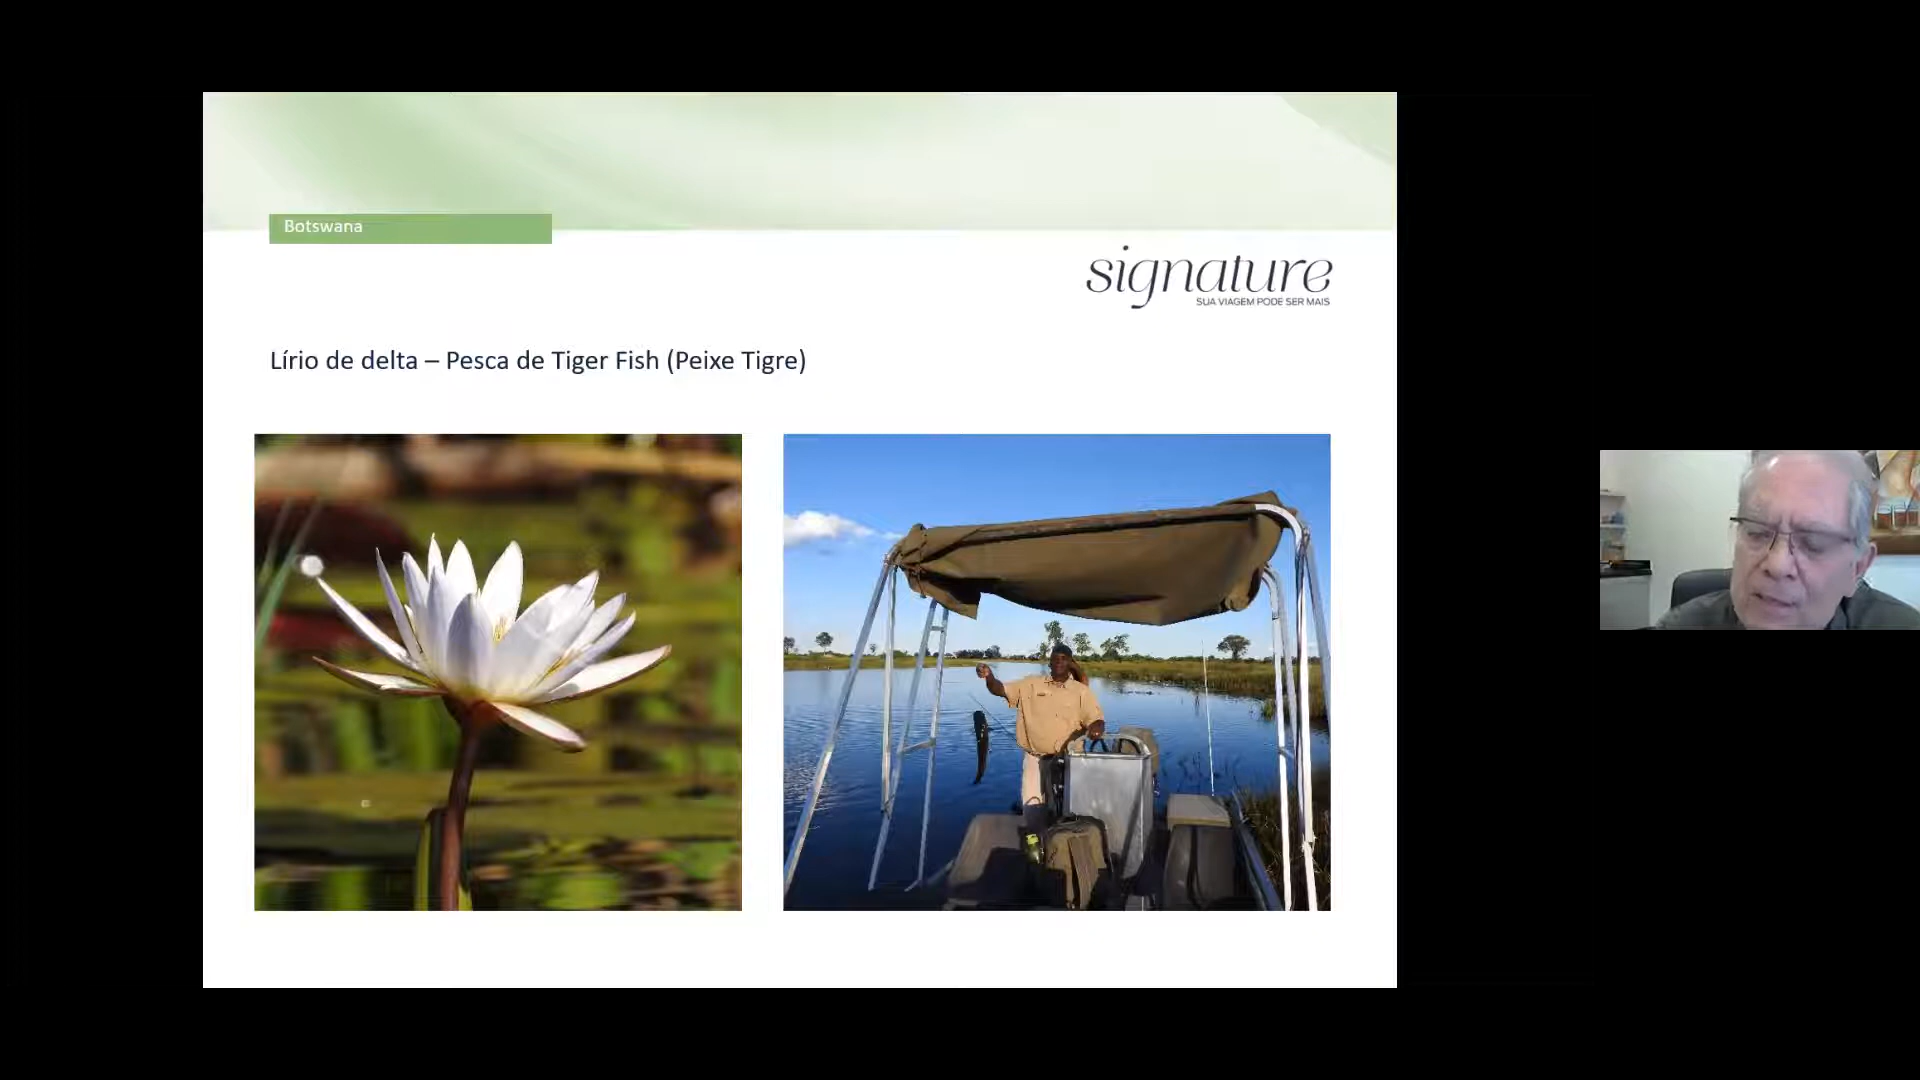 Botswana
signature
SUA VIAGEM PODE SER MAIS
Lírio de delta – Pesca de Tiger Fish (Peixe Tigre)